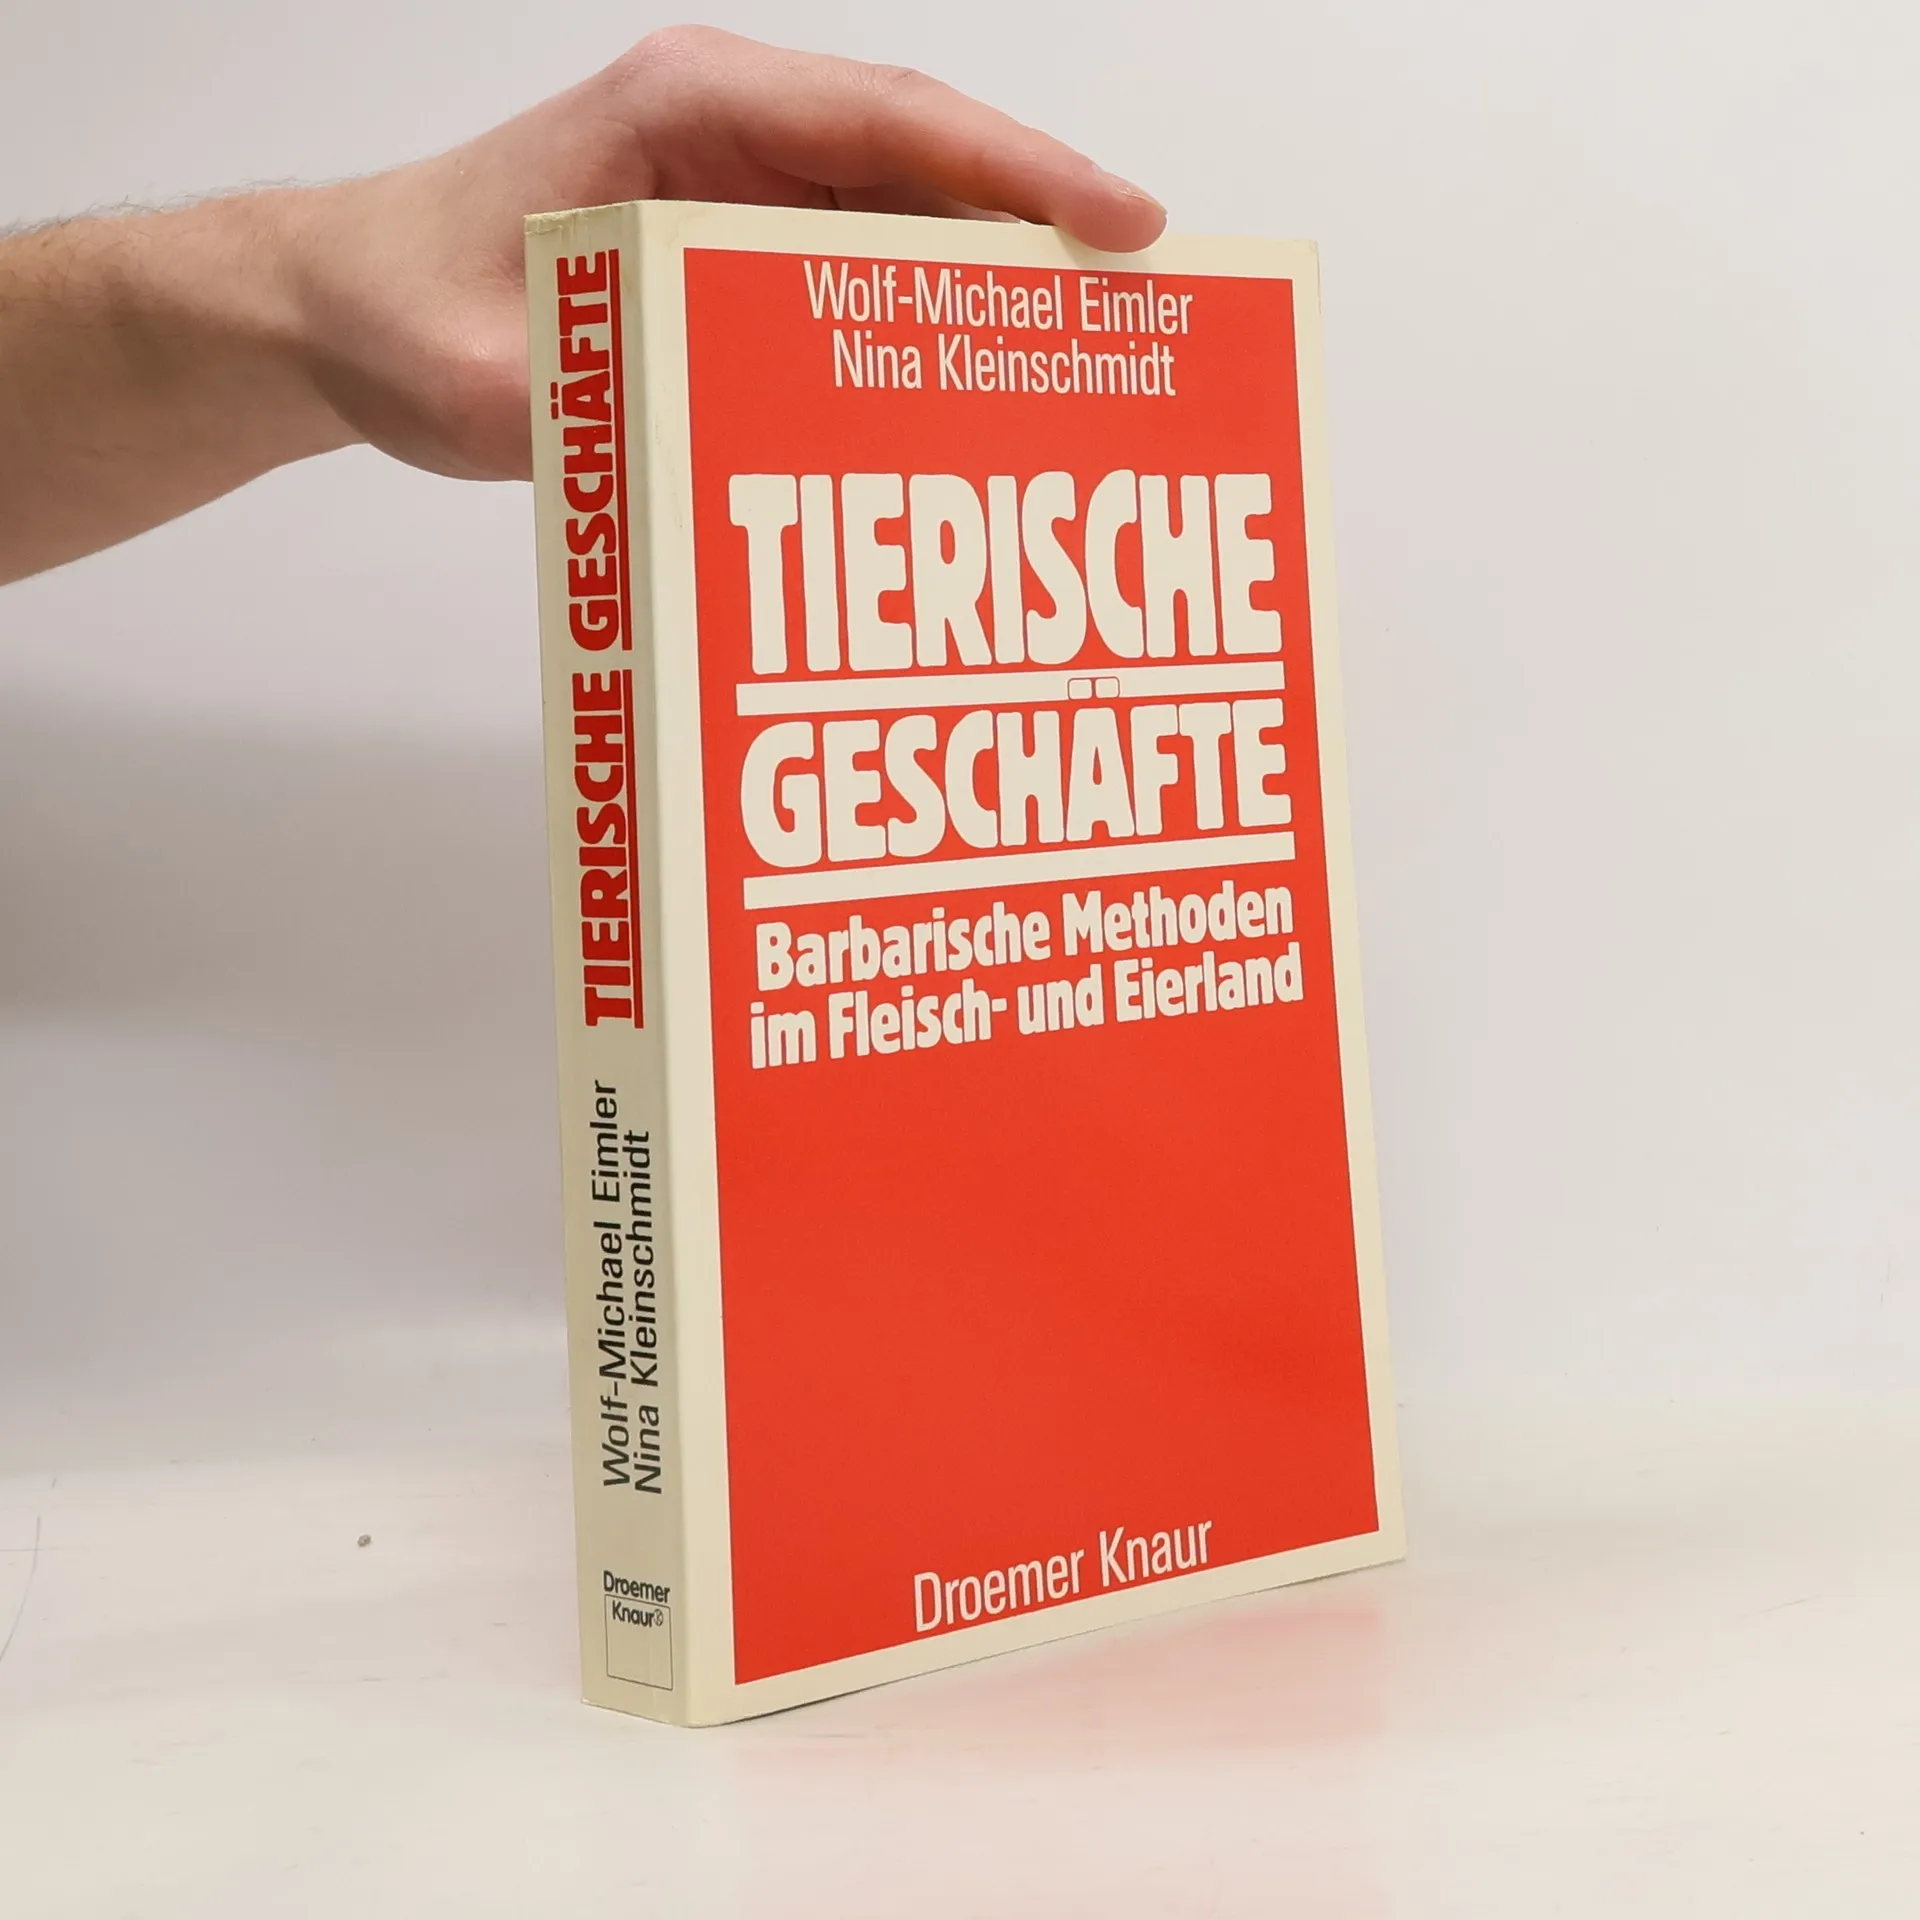 TIERISCHE GESCHÄFTE
Wolf-Michael Eimler
Nina Kleinschmidt
Droemer
Knaur®
Wolf-Michael Eimler
Nina Kleinschmidt
TIERISCHE
GESCHÄFTE
Barbarische Methoden
im Fleisch- und Eierland
Droemer Knaur